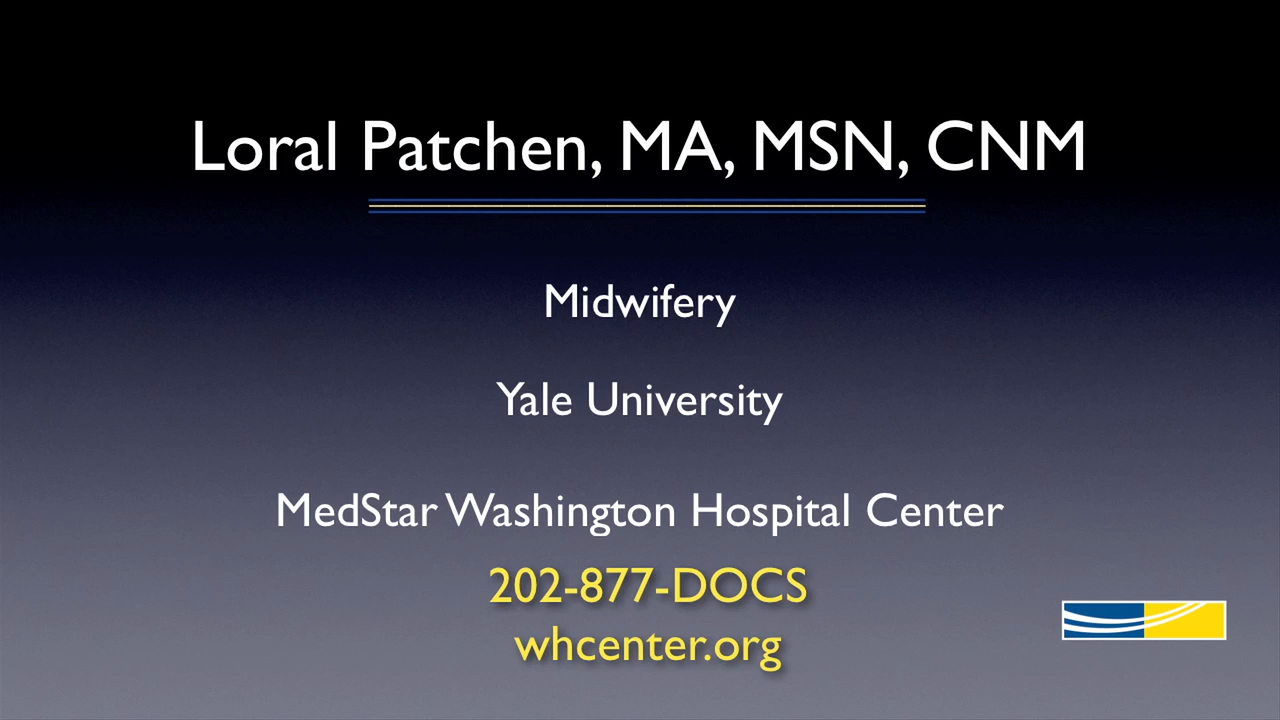 Loral Patchen, MA, MSN, CNM
Midwifery
Yale University
MedStar Washington Hospital Center
202-877-DOCS
whcenter.org